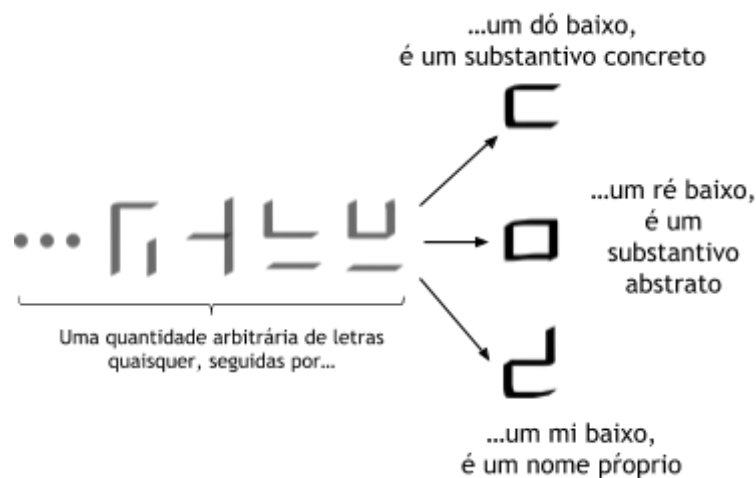 ...um dó baixo,
é um substantivo concreto
...um ré baixo,
é um
substantivo
abstrato
Uma quantidade arbitrária de letras
quaisquer, seguidas por...
...um mi baixo,
é um nome pŕoprio